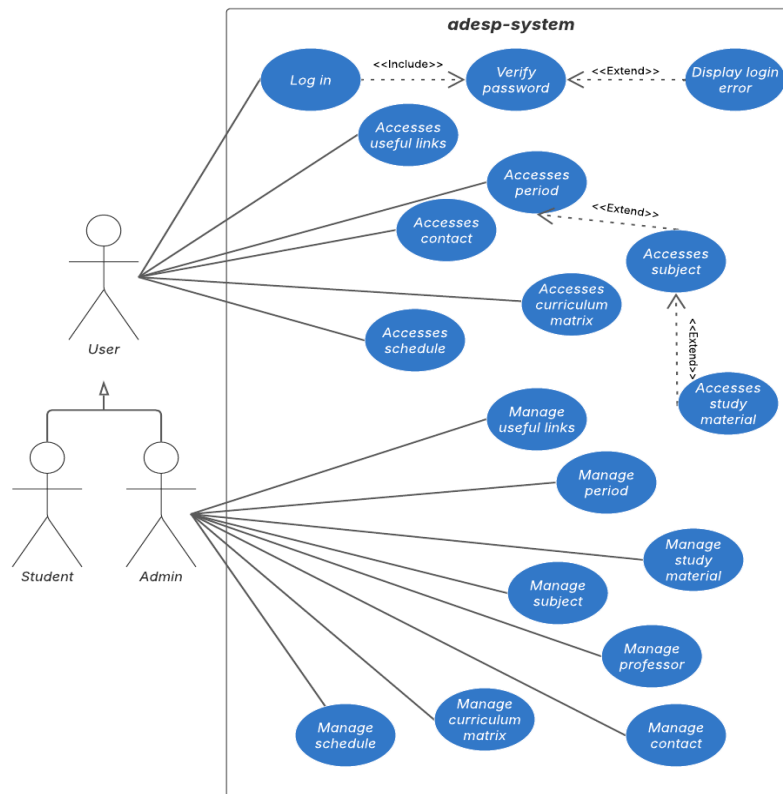 adesp-system
Log in
<<Include>>
Verify
password
<<Extend>>
Display login
error
Accesses
useful links
Accesses
period
<<Extend>>
Accesses
contact
Accesses
subject
Accesses
curriculum
matrix
<<Extend>>
Accesses
schedule
User
Accesses
study
material
Manage
useful links
Manage
period
Manage
study
material
Student
Admin
Manage
subject
Manage
professor
Manage
schedule
Manage
curriculum
matrix
Manage
contact